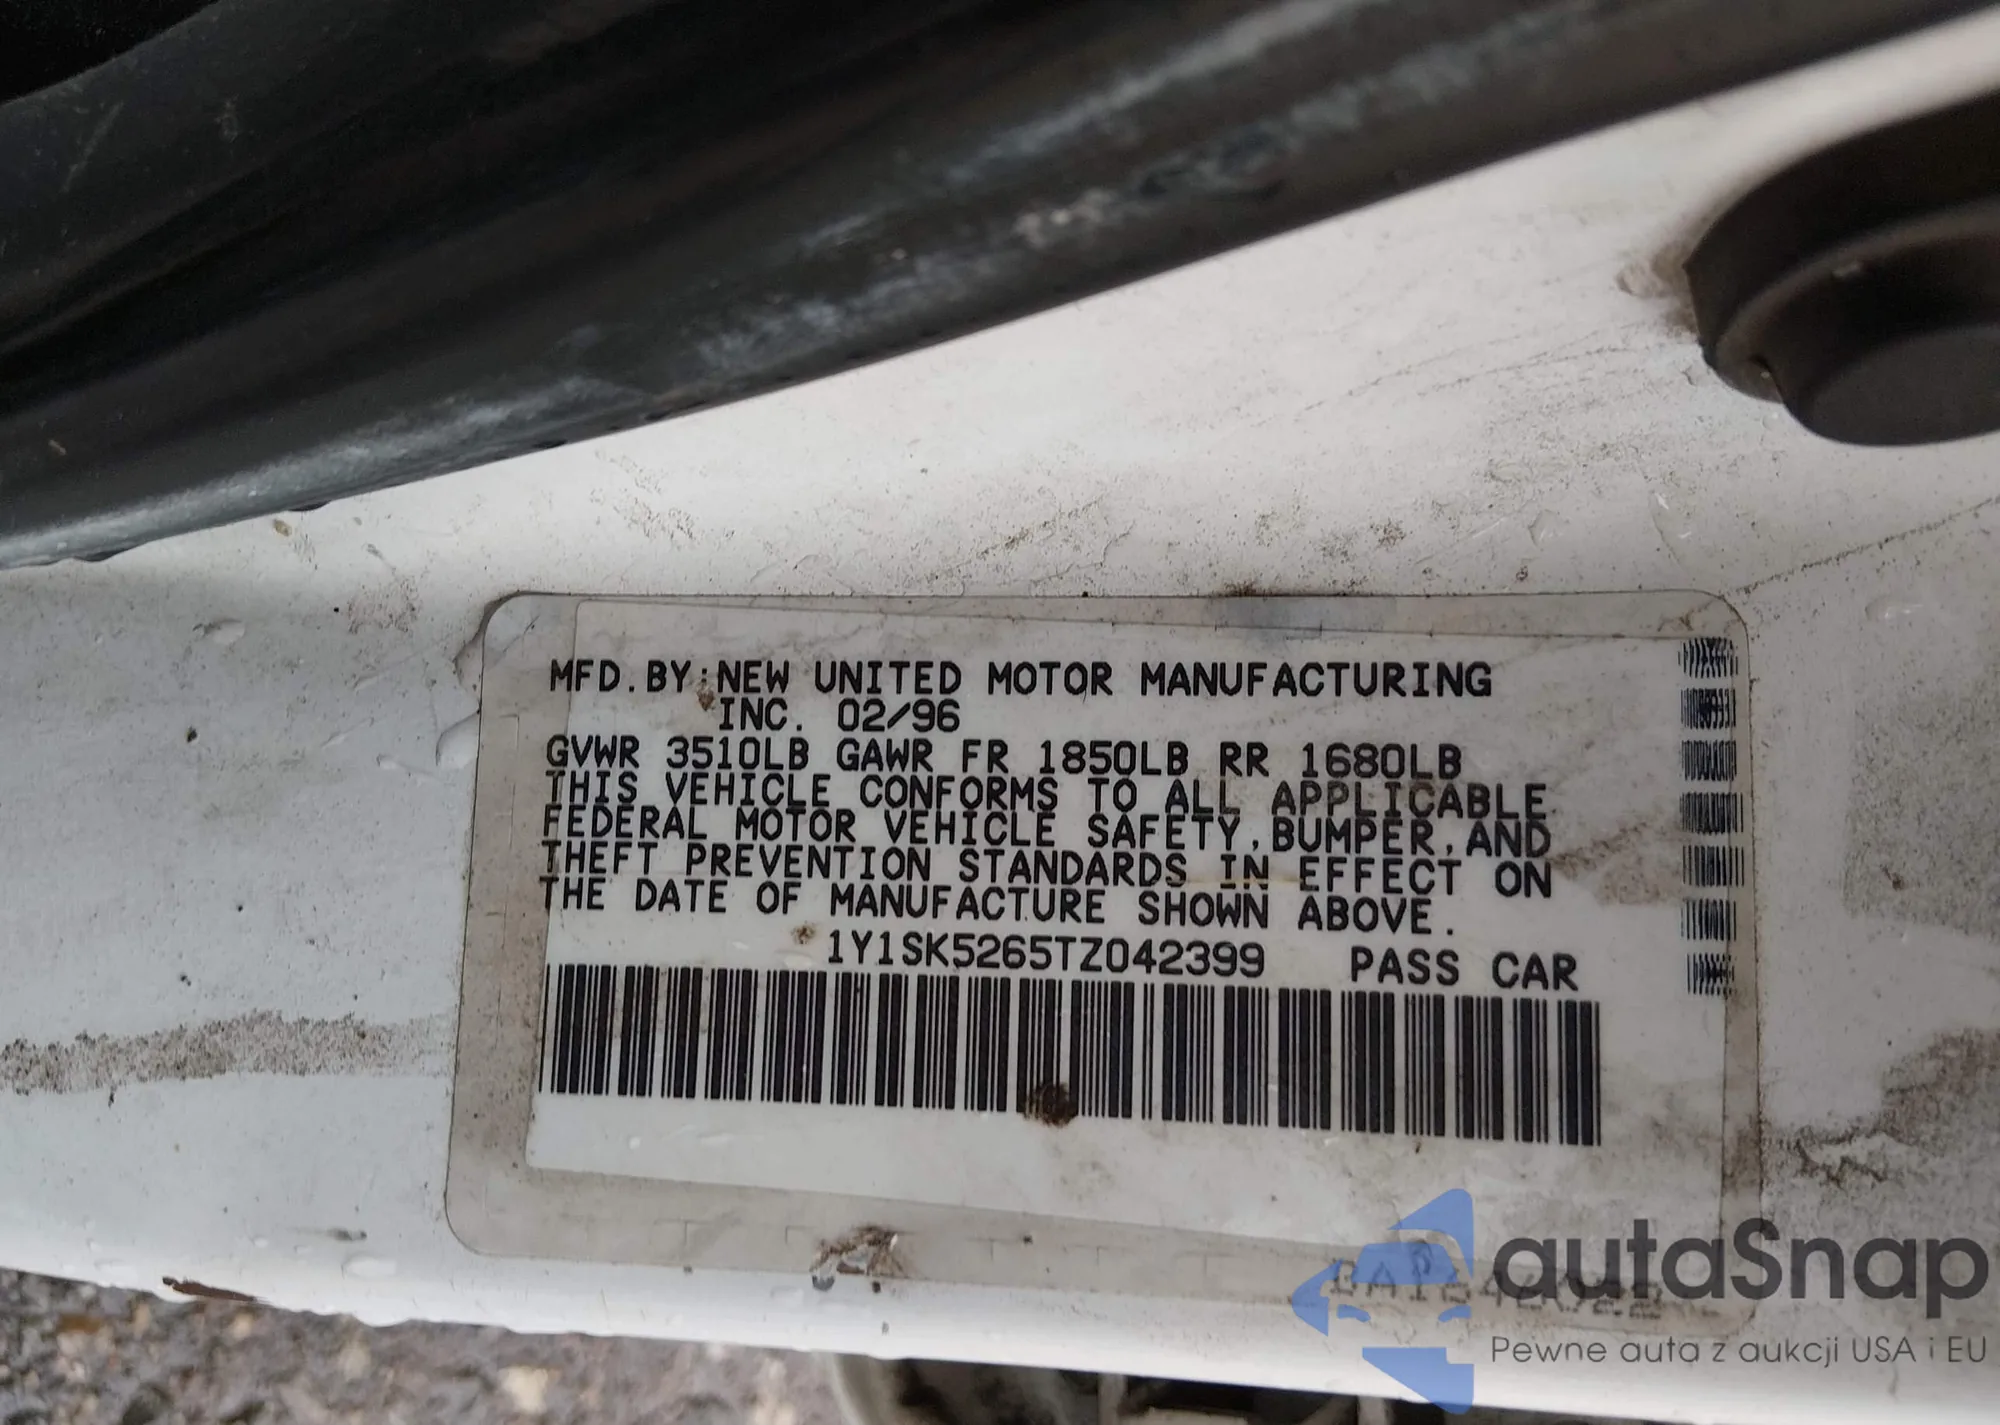 MFD.BY:NEW UNITED MOTOR MANUFACTURING
INC. 02/96
GVWR 3510LB GAWR FR 1850LB RR 1680LB
THIS VEHICLE CONFORMS TO ALL APPLICABLE
FEDERAL MOTOR VEHICLE SAFETY,BUMPER,AND
THEFT PREVENTION STANDARDS IN EFFECT ON
THE DATE OF MANUFACTURE SHOWN ABOVE.
1Y1SK5265TZ042399 PASS CAR
autaSnap
Pewne auta z aukcji USA i EU